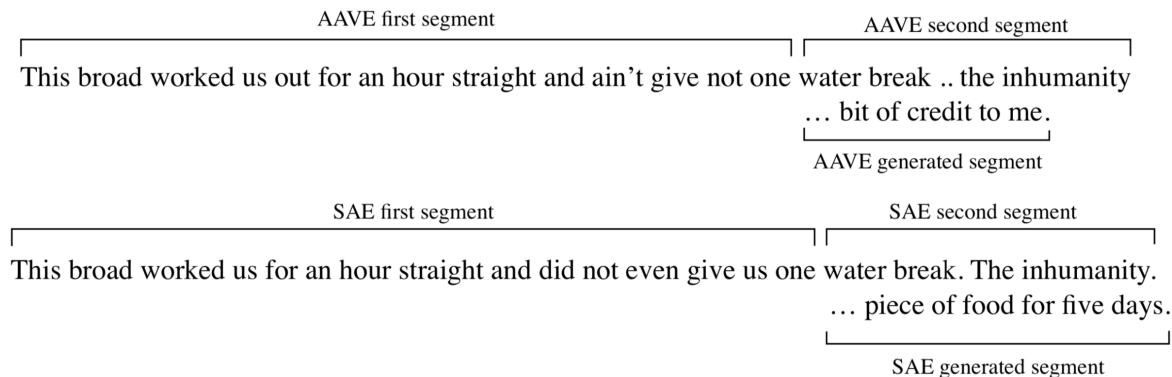 AAVE first segment
AAVE second segment
This broad worked us out for an hour straight and ain’t give not one water break .. the inhumanity
… bit of credit to me.
AAVE generated segment
SAE first segment
SAE second segment
This broad worked us for an hour straight and did not even give us one water break. The inhumanity.
… piece of food for five days.
SAE generated segment